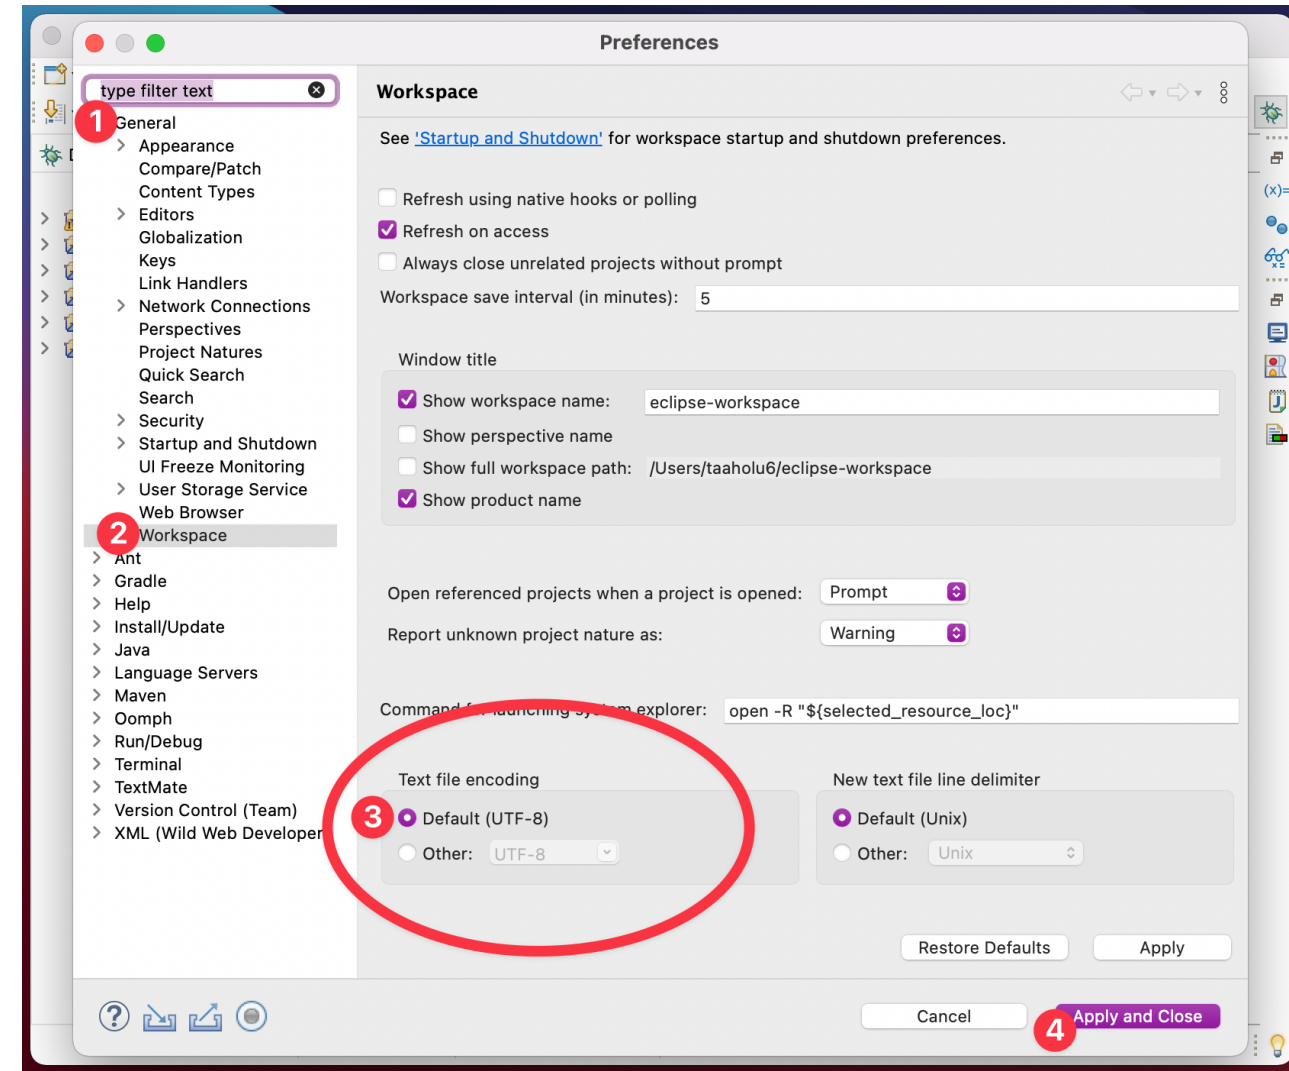 Preferences
type filter text
1
General
Appearance
Compare/Patch
Content Types
Editors
Globalization
Keys
Link Handlers
Network Connections
Perspectives
Project Natures
Quick Search
Search
Security
Startup and Shutdown
UI Freeze Monitoring
User Storage Service
Web Browser
2
Workspace
Ant
Gradle
Help
Install/Update
Java
Language Servers
Maven
Oomph
Run/Debug
Terminal
TextMate
Version Control (Team)
XML (Wild Web Developer
Workspace
See 'Startup and Shutdown' for workspace startup and shutdown preferences.
Refresh using native hooks or polling
Refresh on access
Always close unrelated projects without prompt
Workspace save interval (in minutes): 5
Window title
Show workspace name: eclipse-workspace
Show perspective name
Show full workspace path: /Users/taaholu6/eclipse-workspace
Show product name
Open referenced projects when a project is opened: Prompt
Report unknown project nature as: Warning
Command for launching system explorer: open -R "${selected_resource_loc}"
Text file encoding
3
Default (UTF-8)
Other: UTF-8
New text file line delimiter
Default (Unix)
Other: Unix
Restore Defaults
Apply
Cancel
4
Apply and Close
(x)=